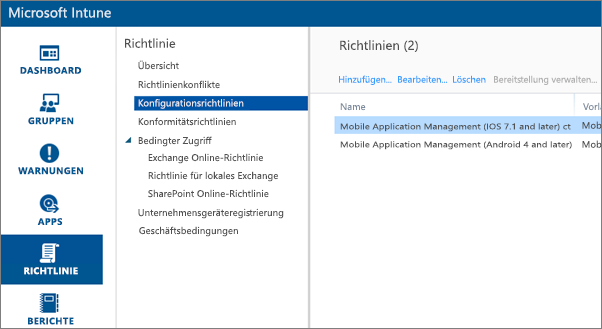 Microsoft Intune
DASHBOARD
GRUPPEN
WARNUNGEN
APPS
RICHTLINIE
BERICHTE
Richtlinie
Übersicht
Richtlinienkonflikte
Konfigurationsrichtlinien
Konformitätsrichtlinien
Bedingter Zugriff
Exchange Online-Richtlinie
Richtlinie für lokales Exchange
SharePoint Online-Richtlinie
Unternehmensgeräteregistrierung
Geschäftsbedingungen
Richtlinien (2)
Hinzufügen... Bearbeiten... Löschen Bereitstellung verwalten...
Name Vorla
Mobile Application Management (IOS 7.1 and later) ct Mob
Mobile Application Management (Android 4 and later) Mob